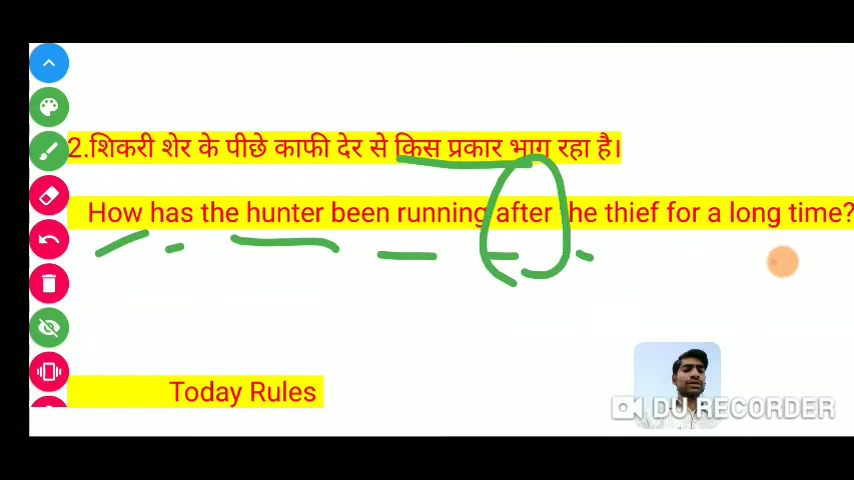 2.शिकरी शेर के पीछे काफी देर से किस प्रकार भाग रहा है।
How has the hunter been running after the thief for a long time?
Today Rules
DU RECORDER